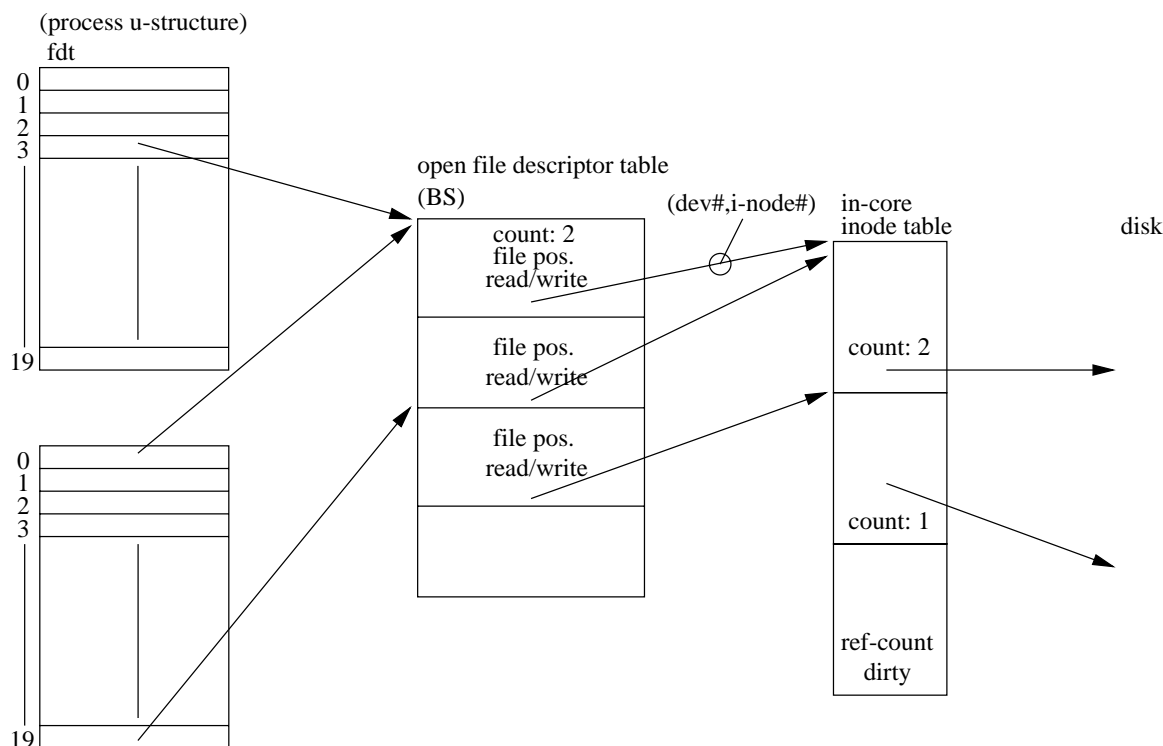 (process u-structure)
fdt
0
1
2
3
19
0
1
2
3
19
open file descriptor table
(BS)
count: 2
file pos.
read/write
file pos.
read/write
file pos.
read/write
(dev#,i-node#)
in-core
inode table
count: 2
count: 1
ref-count
dirty
disk